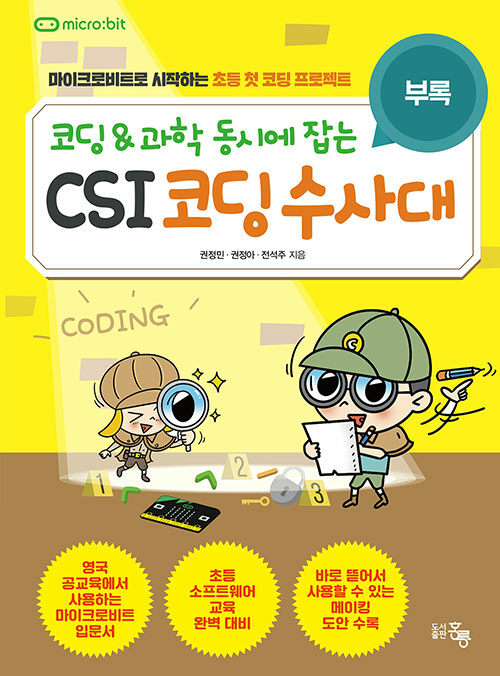 micro:bit
마이크로비트로 시작하는 초등 첫 코딩 프로젝트
부록
코딩 & 과학 동시에 잡는
CSI 코딩 수사대
권정민 · 권정아 · 전석주 지음
CODING
C
1
2
3
영국
공교육에서
사용하는
마이크로비트
입문서
초등
소프트웨어
교육
완벽 대비
바로 뜯어서
사용할 수 있는
메이킹
도안 수록
도서
출판
홍릉